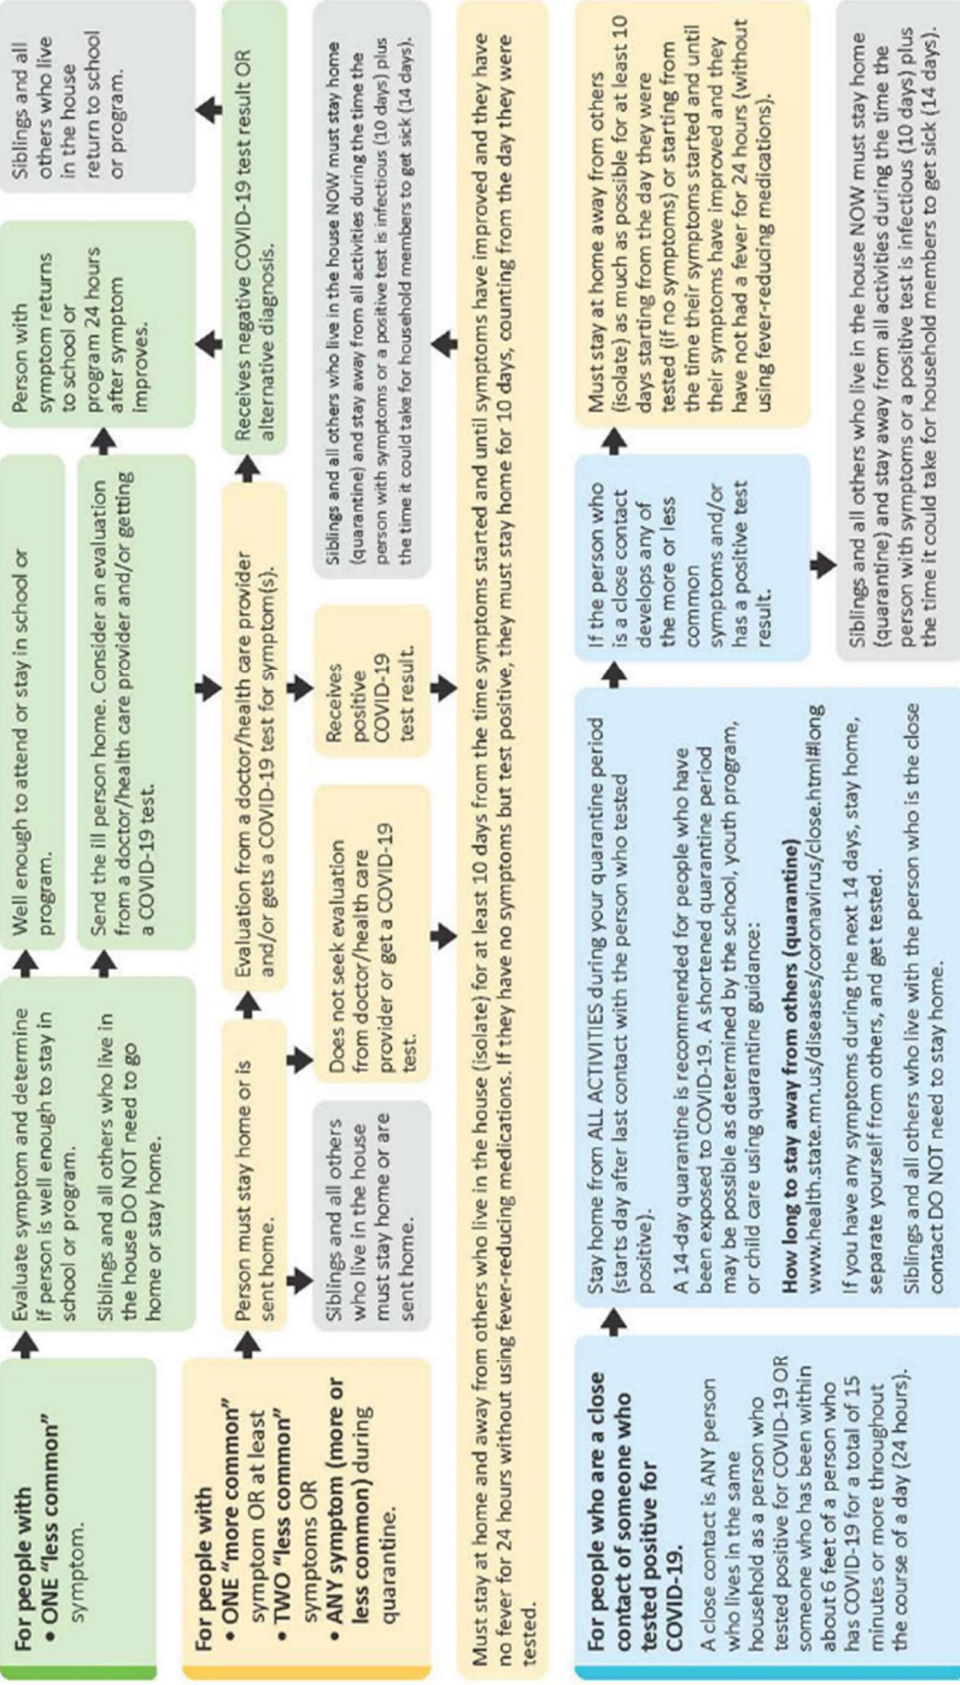 For people with
• ONE "less common"
symptom.
Evaluate symptom and determine
if person is well enough to stay in
school or program.
Siblings and all others who live in
the house DO NOT need to go
home or stay home.
Well enough to attend or stay in school or
program.
Send the ill person home. Consider an evaluation
from a doctor/health care provider and/or getting
a COVID-19 test.
Person with
symptom returns
to school or
program 24 hours
after symptom
improves.
Siblings and all
others who live
in the house
return to school
or program.
For people with
• ONE "more common"
symptom OR at least
• TWO "less common"
symptoms OR
• ANY symptom (more or
less common) during
quarantine.
Person must stay home or is
sent home.
Evaluation from a doctor/health care provider
and/or gets a COVID-19 test for symptom(s).
Receives negative COVID-19 test result OR
alternative diagnosis.
Siblings and all others
who live in the house
must stay home or are
sent home.
Does not seek evaluation
from doctor/health care
provider or get a COVID-19
test.
Receives
positive
COVID-19
test result.
Siblings and all others who live in the house NOW must stay home
(quarantine) and stay away from all activities during the time the
person with symptoms or a positive test is infectious (10 days) plus
the time it could take for household members to get sick (14 days).
Must stay at home and away from others who live in the house (isolate) for at least 10 days from the time symptoms started and until symptoms have improved and they have
no fever for 24 hours without using fever-reducing medications. If they have no symptoms but test positive, they must stay home for 10 days, counting from the day they were
tested.
For people who are a close
contact of someone who
tested positive for
COVID-19.
A close contact is ANY person
who lives in the same
household as a person who
tested positive for COVID-19 OR
someone who has been within
about 6 feet of a person who
has COVID-19 for a total of 15
minutes or more throughout
the course of a day (24 hours).
Stay home from ALL ACTIVITIES during your quarantine period
(starts day after last contact with the person who tested
positive).
A 14-day quarantine is recommended for people who have
been exposed to COVID-19. A shortened quarantine period
may be possible as determined by the school, youth program,
or child care using quarantine guidance:
How long to stay away from others (quarantine)
www.health.state.mn.us/diseases/coronavirus/close.html#long
If you have any symptoms during the next 14 days, stay home,
separate yourself from others, and get tested.
Siblings and all others who live with the person who is the close
contact DO NOT need to stay home.
If the person who
is a close contact
develops any of
the more or less
common
symptoms and/or
has a positive test
result.
Must stay at home away from others
(isolate) as much as possible for at least 10
days starting from the day they were
tested (if no symptoms) or starting from
the time their symptoms started and until
their symptoms have improved and they
have not had a fever for 24 hours (without
using fever-reducing medications).
Siblings and all others who live in the house NOW must stay home
(quarantine) and stay away from all activities during the time the
person with symptoms or a positive test is infectious (10 days) plus
the time it could take for household members to get sick (14 days).